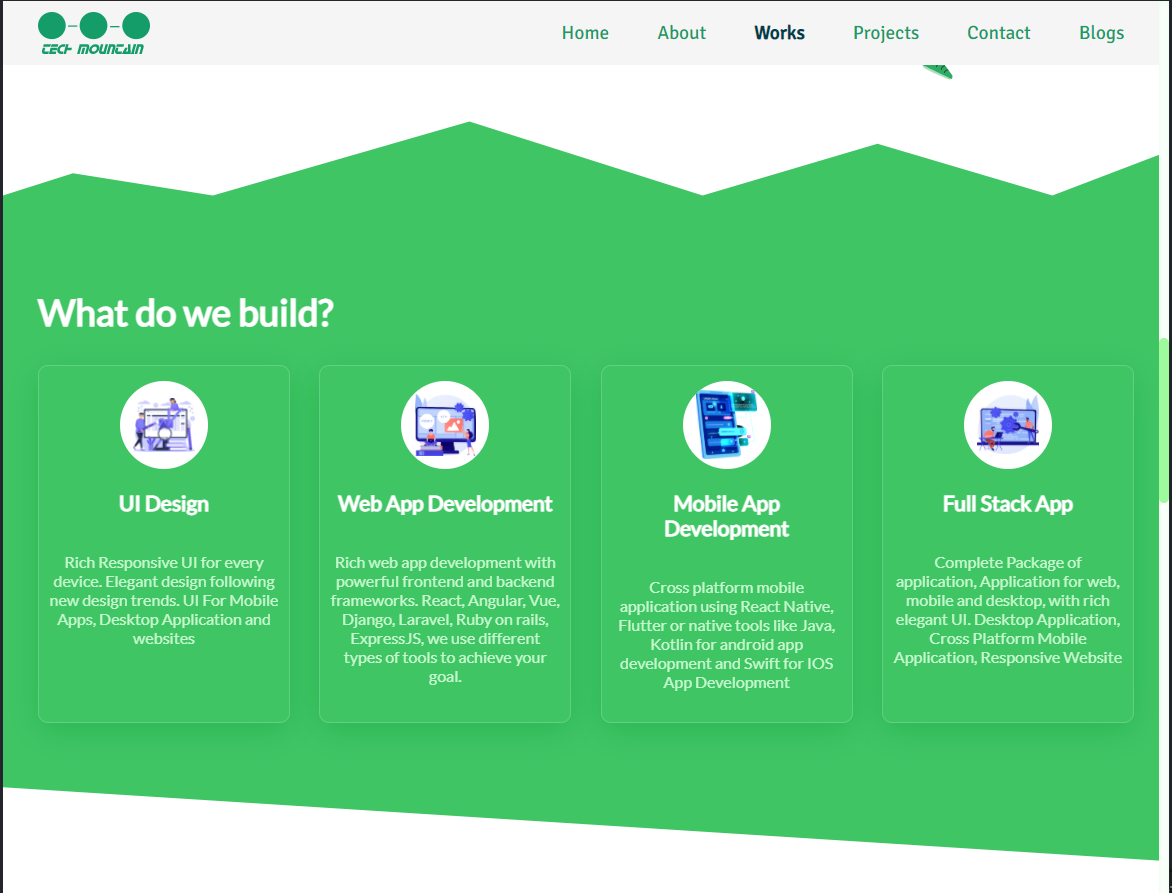 TECH MOUNTAIN
Home About Works Projects Contact Blogs
What do we build?
UI Design
Rich Responsive UI for every
device. Elegant design following
new design trends. UI For Mobile
Apps, Desktop Application and
websites
Web App Development
Rich web app development with
powerful frontend and backend
frameworks. React, Angular, Vue,
Django, Laravel, Ruby on rails,
ExpressJS, we use different
types of tools to achieve your
goal.
Mobile App
Development
Cross platform mobile
application using React Native,
Flutter or native tools like Java,
Kotlin for android app
development and Swift for IOS
App Development
Full Stack App
Complete Package of
application, Application for web,
mobile and desktop, with rich
elegant UI. Desktop Application,
Cross Platform Mobile
Application, Responsive Website